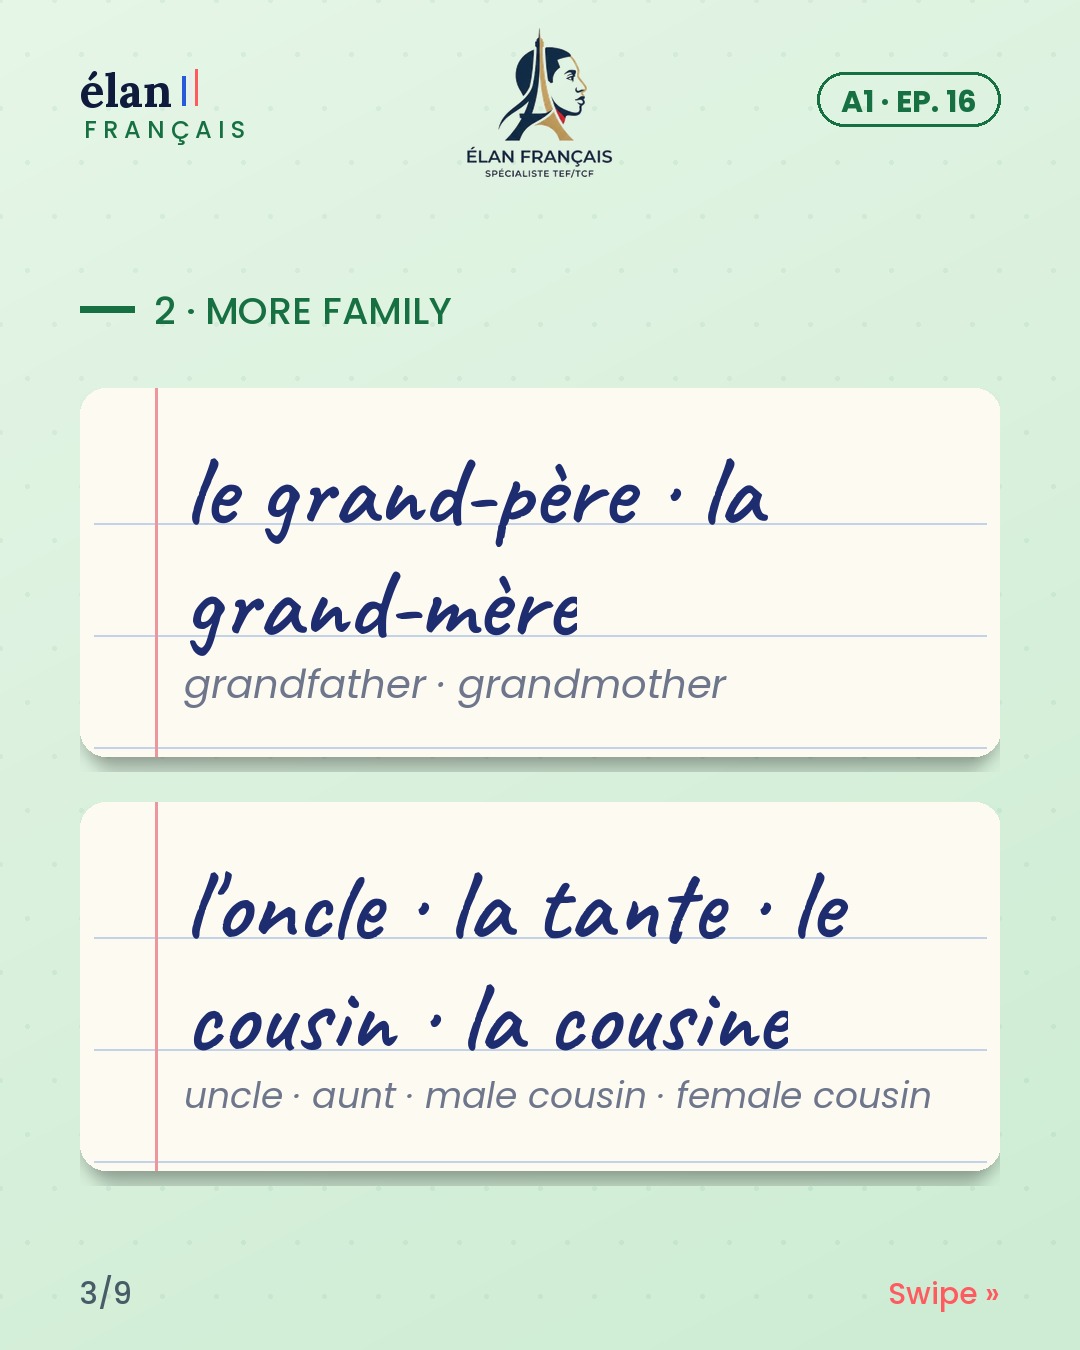 élan
FRANÇAIS
ÉLAN FRANÇAIS
SPÉCIALISTE TEF/TCF
A1 · EP. 16
2 · MORE FAMILY
le grand-père · la
grand-mère
grandfather · grandmother
l'oncle · la tante · le
cousin · la cousine
uncle · aunt · male cousin · female cousin
3/9
Swipe »